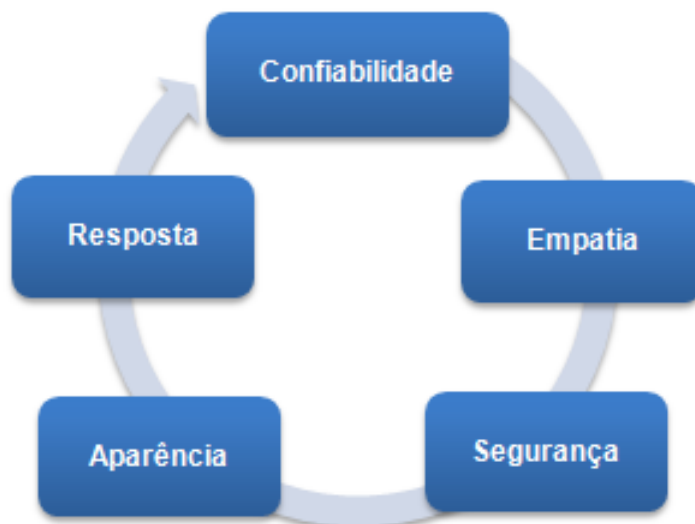 Confiabilidade
Empatia
Segurança
Aparência
Resposta